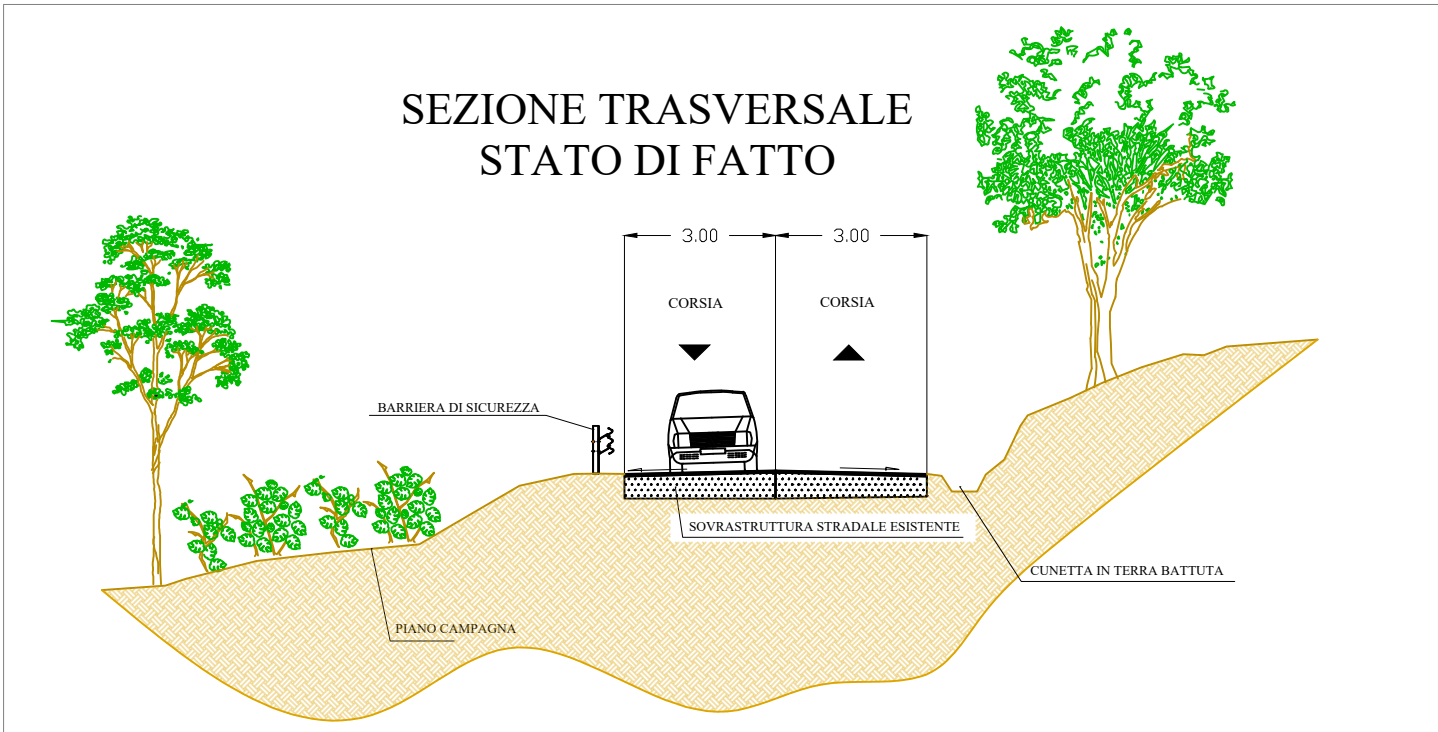 SEZIONE TRASVERSALE
STATO DI FATTO
3.00
3.00
CORSIA
CORSIA
BARRIERA DI SICUREZZA
SOVRASTRUTTURA STRADALE ESISTENTE
CUNETTA IN TERRA BATTUTA
PIANO CAMPAGNA